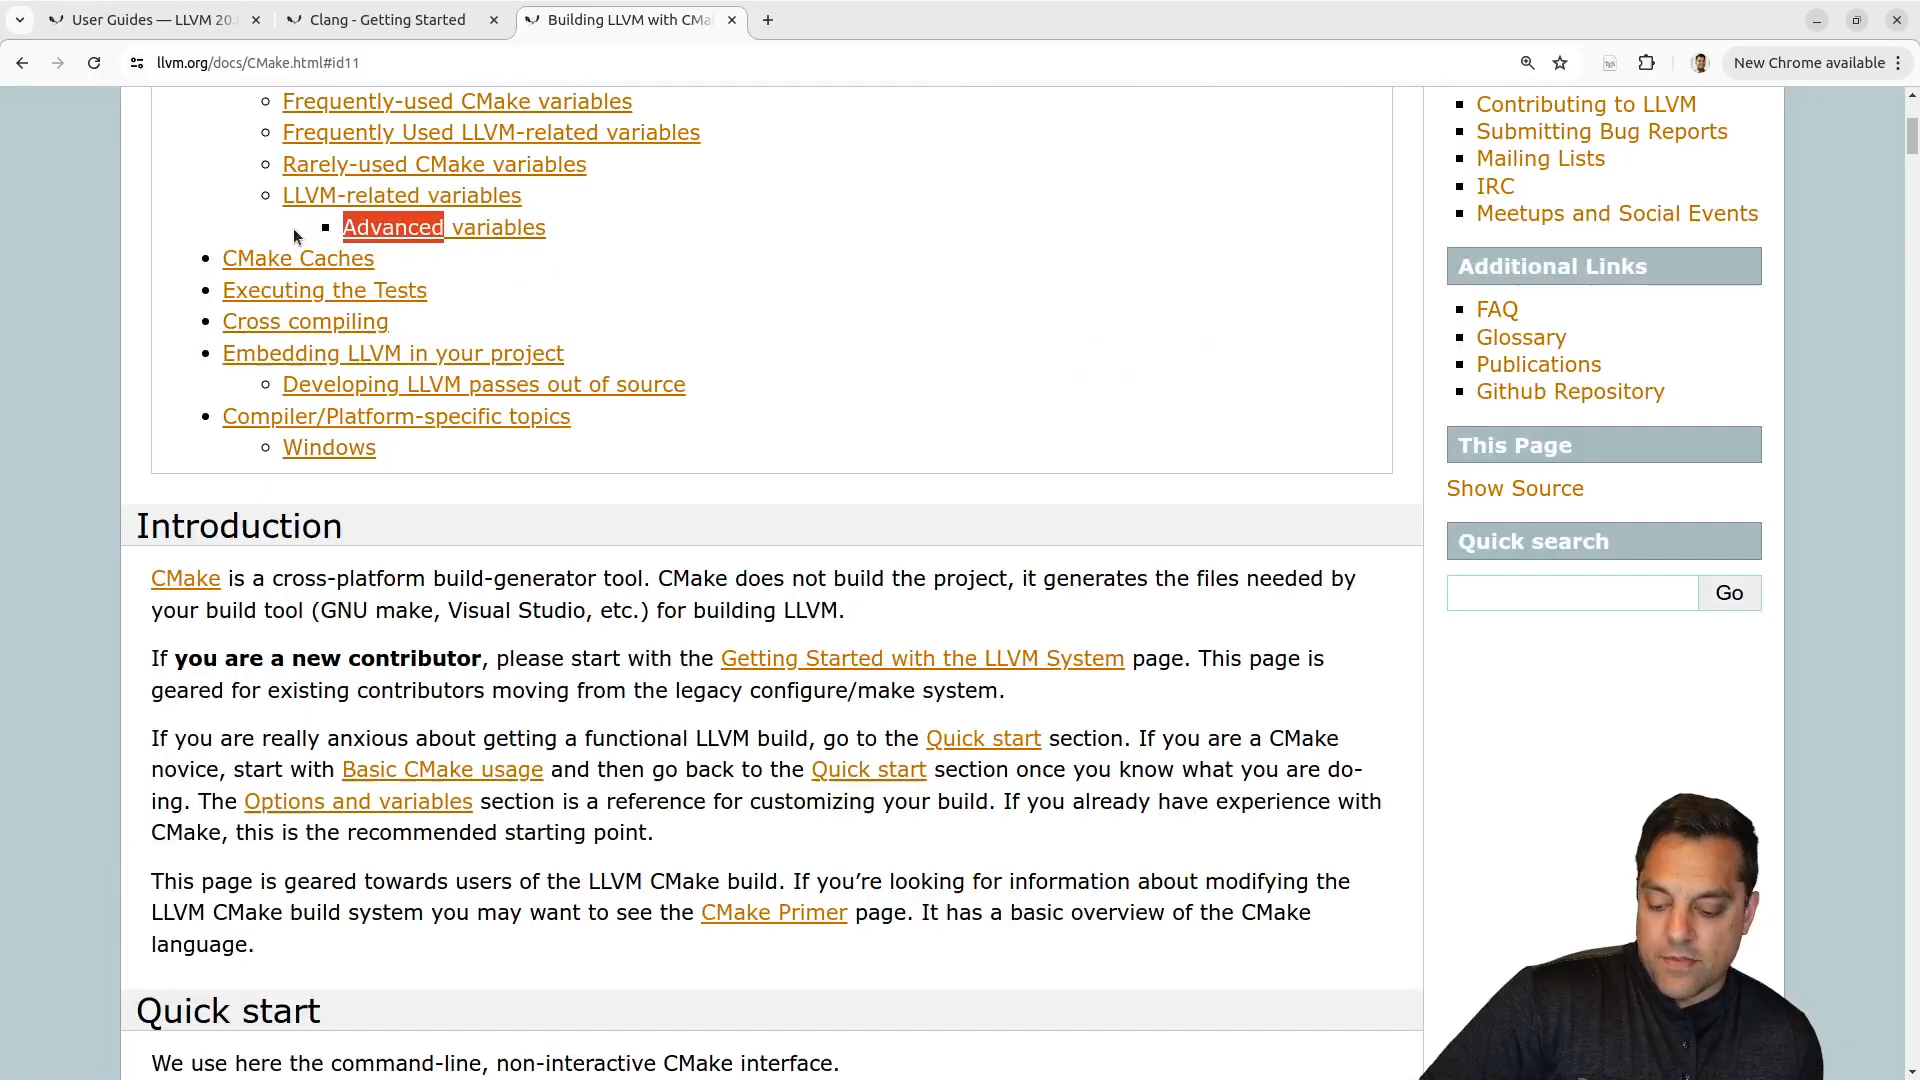 User Guides — LLVM 20.
Clang - Getting Started
Building LLVM with CMa
llvm.org/docs/CMake.html#id11
New Chrome available
Frequently-used CMake variables
Frequently Used LLVM-related variables
Rarely-used CMake variables
LLVM-related variables
Advanced variables
CMake Caches
Executing the Tests
Cross compiling
Embedding LLVM in your project
Developing LLVM passes out of source
Compiler/Platform-specific topics
Windows
Introduction
CMake is a cross-platform build-generator tool. CMake does not build the project, it generates the files needed by
your build tool (GNU make, Visual Studio, etc.) for building LLVM.
If you are a new contributor, please start with the Getting Started with the LLVM System page. This page is
geared for existing contributors moving from the legacy configure/make system.
If you are really anxious about getting a functional LLVM build, go to the Quick start section. If you are a CMake
novice, start with Basic CMake usage and then go back to the Quick start section once you know what you are do-
ing. The Options and variables section is a reference for customizing your build. If you already have experience with
CMake, this is the recommended starting point.
This page is geared towards users of the LLVM CMake build. If you’re looking for information about modifying the
LLVM CMake build system you may want to see the CMake Primer page. It has a basic overview of the CMake
language.
Quick start
We use here the command-line, non-interactive CMake interface.
Contributing to LLVM
Submitting Bug Reports
Mailing Lists
IRC
Meetups and Social Events
Additional Links
FAQ
Glossary
Publications
Github Repository
This Page
Show Source
Quick search
Go